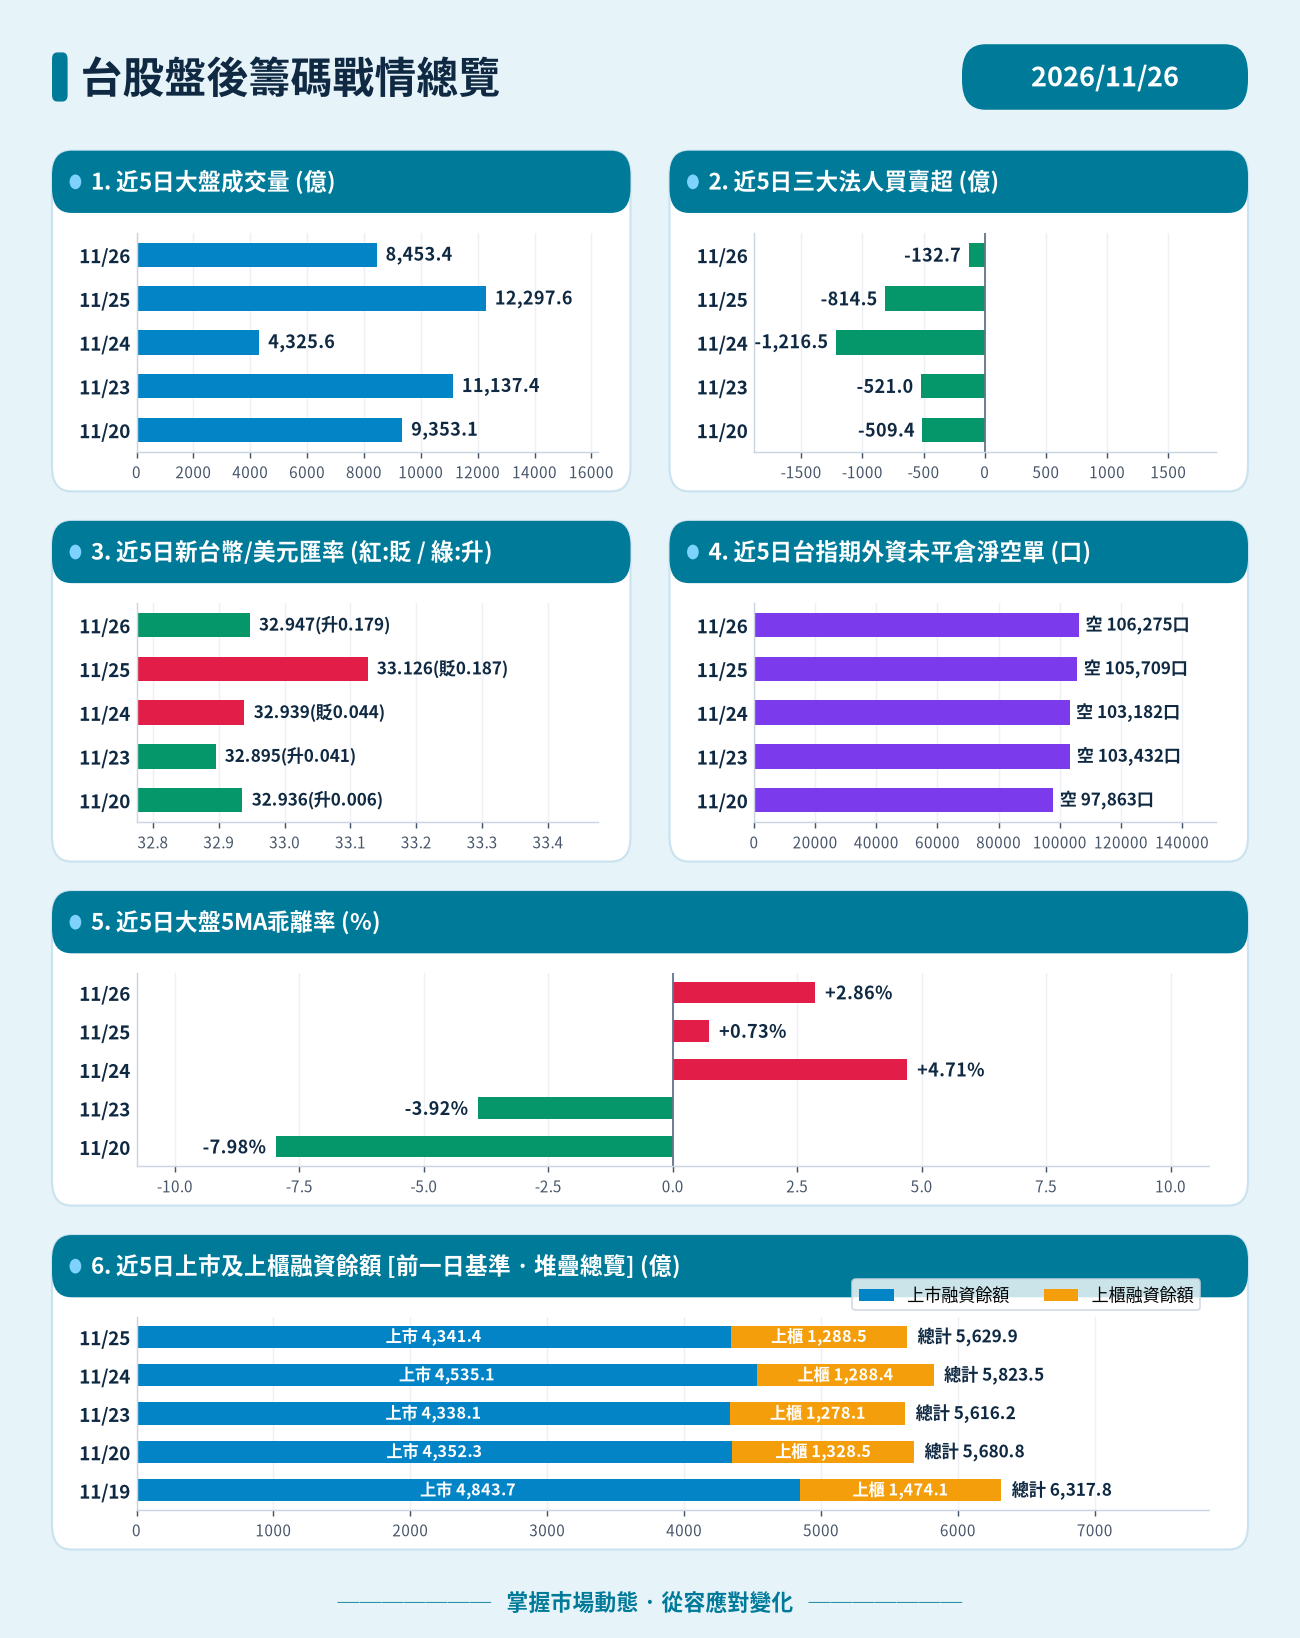 台股盤後籌碼戰情總覽
2026/11/26
1. 近5日大盤成交量 (億)
11/26 8,453.4
11/25 12,297.6
11/24 4,325.6
11/23 11,137.4
11/20 9,353.1
0 2000 4000 6000 8000 10000 12000 14000 16000
2. 近5日三大法人買賣超 (億)
11/26 -132.7
11/25 -814.5
11/24 -1,216.5
11/23 -521.0
11/20 -509.4
-1500 -1000 -500 0 500 1000 1500
3. 近5日新台幣/美元匯率 (紅:貶 / 綠:升)
11/26 32.947(升0.179)
11/25 33.126(貶0.187)
11/24 32.939(貶0.044)
11/23 32.895(升0.041)
11/20 32.936(升0.006)
32.8 32.9 33.0 33.1 33.2 33.3 33.4
4. 近5日台指期外資未平倉淨空單 (口)
11/26 空 106,275口
11/25 空 105,709口
11/24 空 103,182口
11/23 空 103,432口
11/20 空 97,863口
0 20000 40000 60000 80000 100000 120000 140000
5. 近5日大盤5MA乖離率 (%)
11/26 +2.86%
11/25 +0.73%
11/24 +4.71%
11/23 -3.92%
11/20 -7.98%
-10.0 -7.5 -5.0 -2.5 0.0 2.5 5.0 7.5 10.0
6. 近5日上市及上櫃融資餘額 [前一日基準 · 堆疊總覽] (億)
上市融資餘額 上櫃融資餘額
11/25 上市 4,341.4 上櫃 1,288.5 總計 5,629.9
11/24 上市 4,535.1 上櫃 1,288.4 總計 5,823.5
11/23 上市 4,338.1 上櫃 1,278.1 總計 5,616.2
11/20 上市 4,352.3 上櫃 1,328.5 總計 5,680.8
11/19 上市 4,843.7 上櫃 1,474.1 總計 6,317.8
0 1000 2000 3000 4000 5000 6000 7000
掌握市場動態 · 從容應對變化